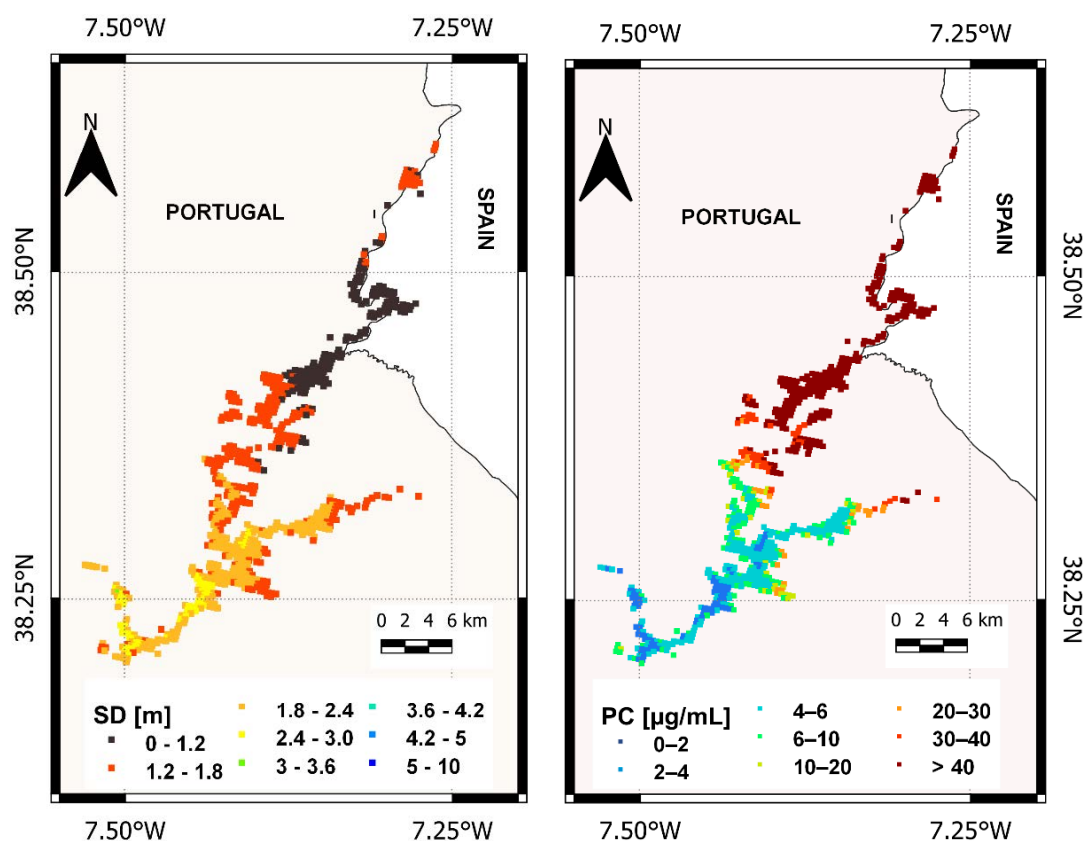 7.50°W 7.25°W
N
PORTUGAL
SPAIN
38.50°N
38.25°N
0 2 4 6 km
SD [m]
0 - 1.2
1.2 - 1.8
1.8 - 2.4
2.4 - 3.0
3 - 3.6
3.6 - 4.2
4.2 - 5
5 - 10
7.50°W 7.25°W
7.50°W 7.25°W
N
PORTUGAL
SPAIN
38.50°N
38.25°N
0 2 4 6 km
PC [µg/mL]
0–2
2–4
4–6
6–10
10–20
20–30
30–40
> 40
7.50°W 7.25°W